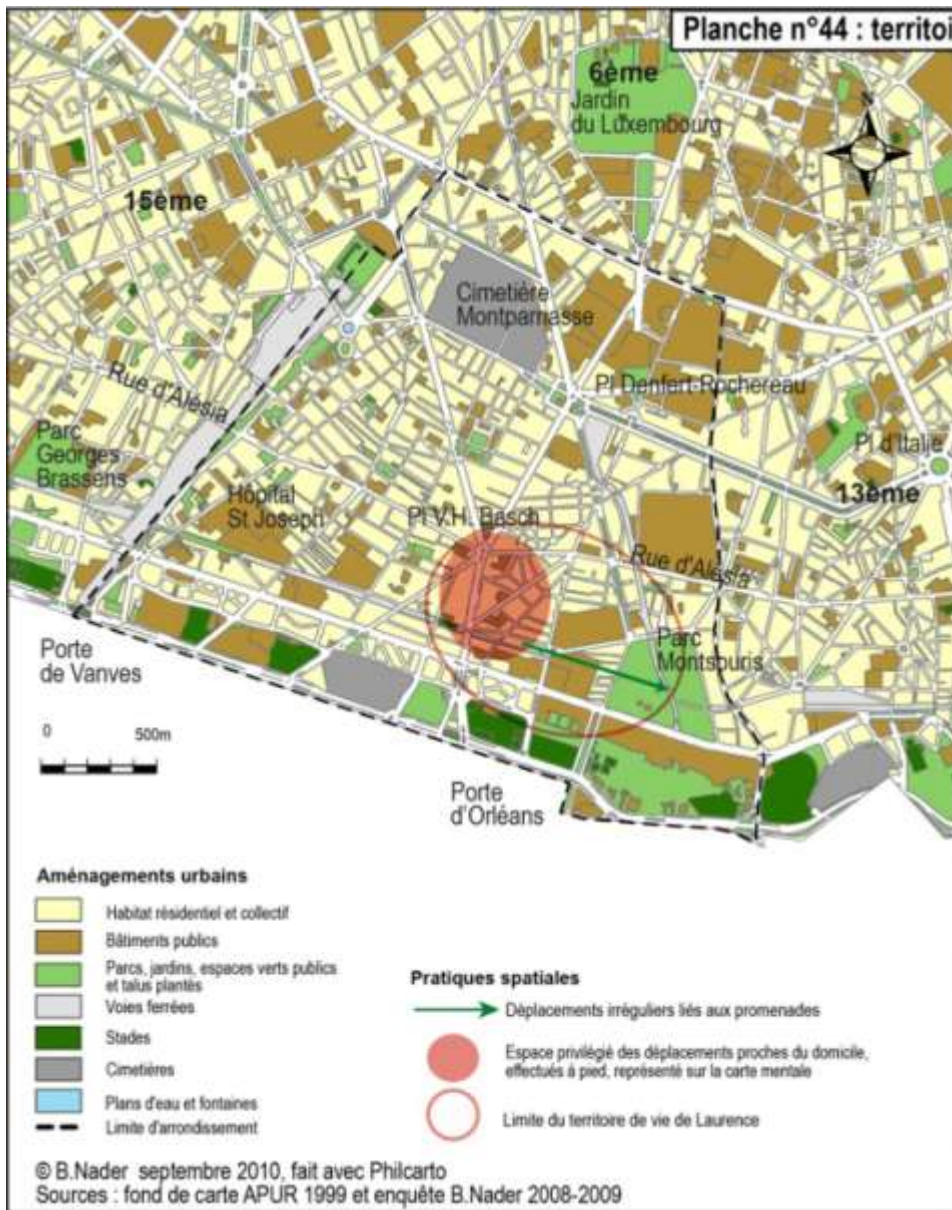 Planche n°44 : territoi
6ème
Jardin
du Luxembourg
N
15ème
Cimetière
Montparnasse
Rue d'Alésia
Pl Denfert-Rochereau
Parc
Georges
Brassens
Pl d'Italie
13ème
Hôpital
St Joseph
Pl V.H. Basch
Rue d'Alésia
Parc
Montsouris
Porte
de Vanves
0 500m
Porte
d'Orléans
Aménagements urbains
Habitat résidentiel et collectif
Bâtiments publics
Parcs, jardins, espaces verts publics
et talus plantés
Voies ferrées
Stades
Cimetières
Plans d'eau et fontaines
Limite d'arrondissement
Pratiques spatiales
Déplacements irréguliers liés aux promenades
Espace privilégié des déplacements proches du domicile,
effectués à pied, représenté sur la carte mentale
Limite du territoire de vie de Laurence
© B.Nader septembre 2010, fait avec Philcarto
Sources : fond de carte APUR 1999 et enquête B.Nader 2008-2009